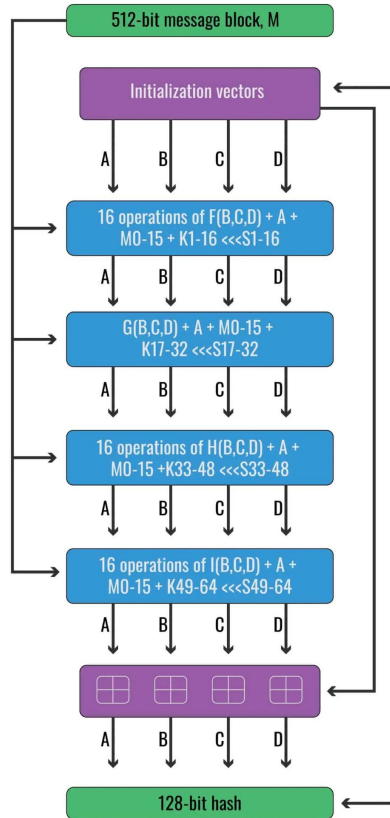 512-bit message block, M
Initialization vectors
A B C D
16 operations of F(B,C,D) + A +
M0-15 + K1-16 <<<S1-16
A B C D
G(B,C,D) + A + M0-15 +
K17-32 <<<S17-32
A B C D
16 operations of H(B,C,D) + A +
M0-15 +K33-48 <<<S33-48
A B C D
16 operations of I(B,C,D) + A +
M0-15 + K49-64 <<<S49-64
A B C D
A B C D
128-bit hash